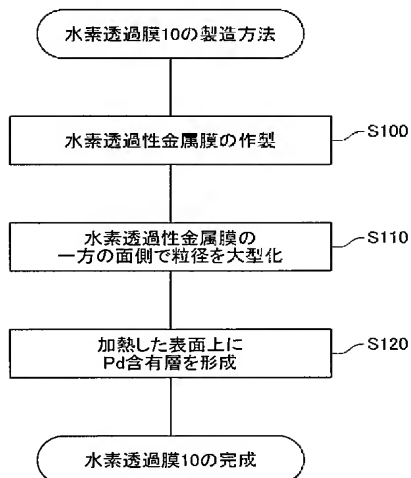 水素透過膜10の製造方法
水素透過性金属膜の作製
S100
水素透過性金属膜の
一方の面側で粒径を大型化
S110
加熱した表面上に
Pd含有層を形成
S120
水素透過膜10の完成